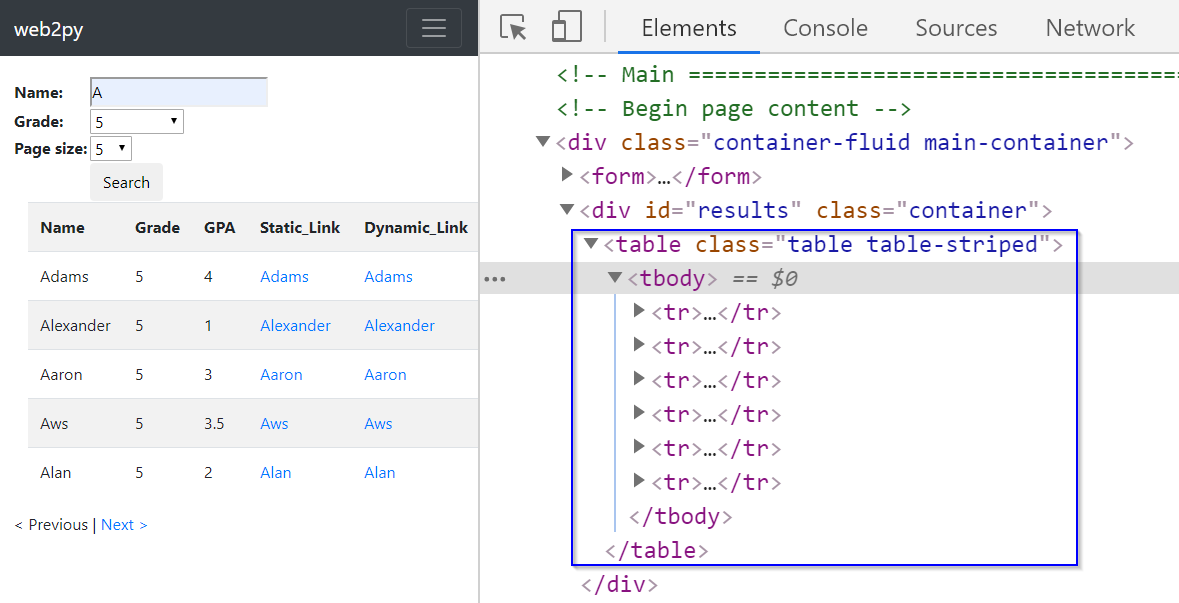 web2py
Name: A
Grade: 5
Page size: 5
Search
Name Grade GPA Static_Link Dynamic_Link
Adams 5 4 Adams Adams
Alexander 5 1 Alexander Alexander
Aaron 5 3 Aaron Aaron
Aws 5 3.5 Aws Aws
Alan 5 2 Alan Alan
< Previous | Next >
Elements Console Sources Network
<!-- Main =====================================
<!-- Begin page content -->
<div class="container-fluid main-container">
<form>…</form>
<div id="results" class="container">
<table class="table table-striped">
<tbody> == $0
<tr>…</tr>
<tr>…</tr>
<tr>…</tr>
<tr>…</tr>
<tr>…</tr>
<tr>…</tr>
</tbody>
</table>
</div>